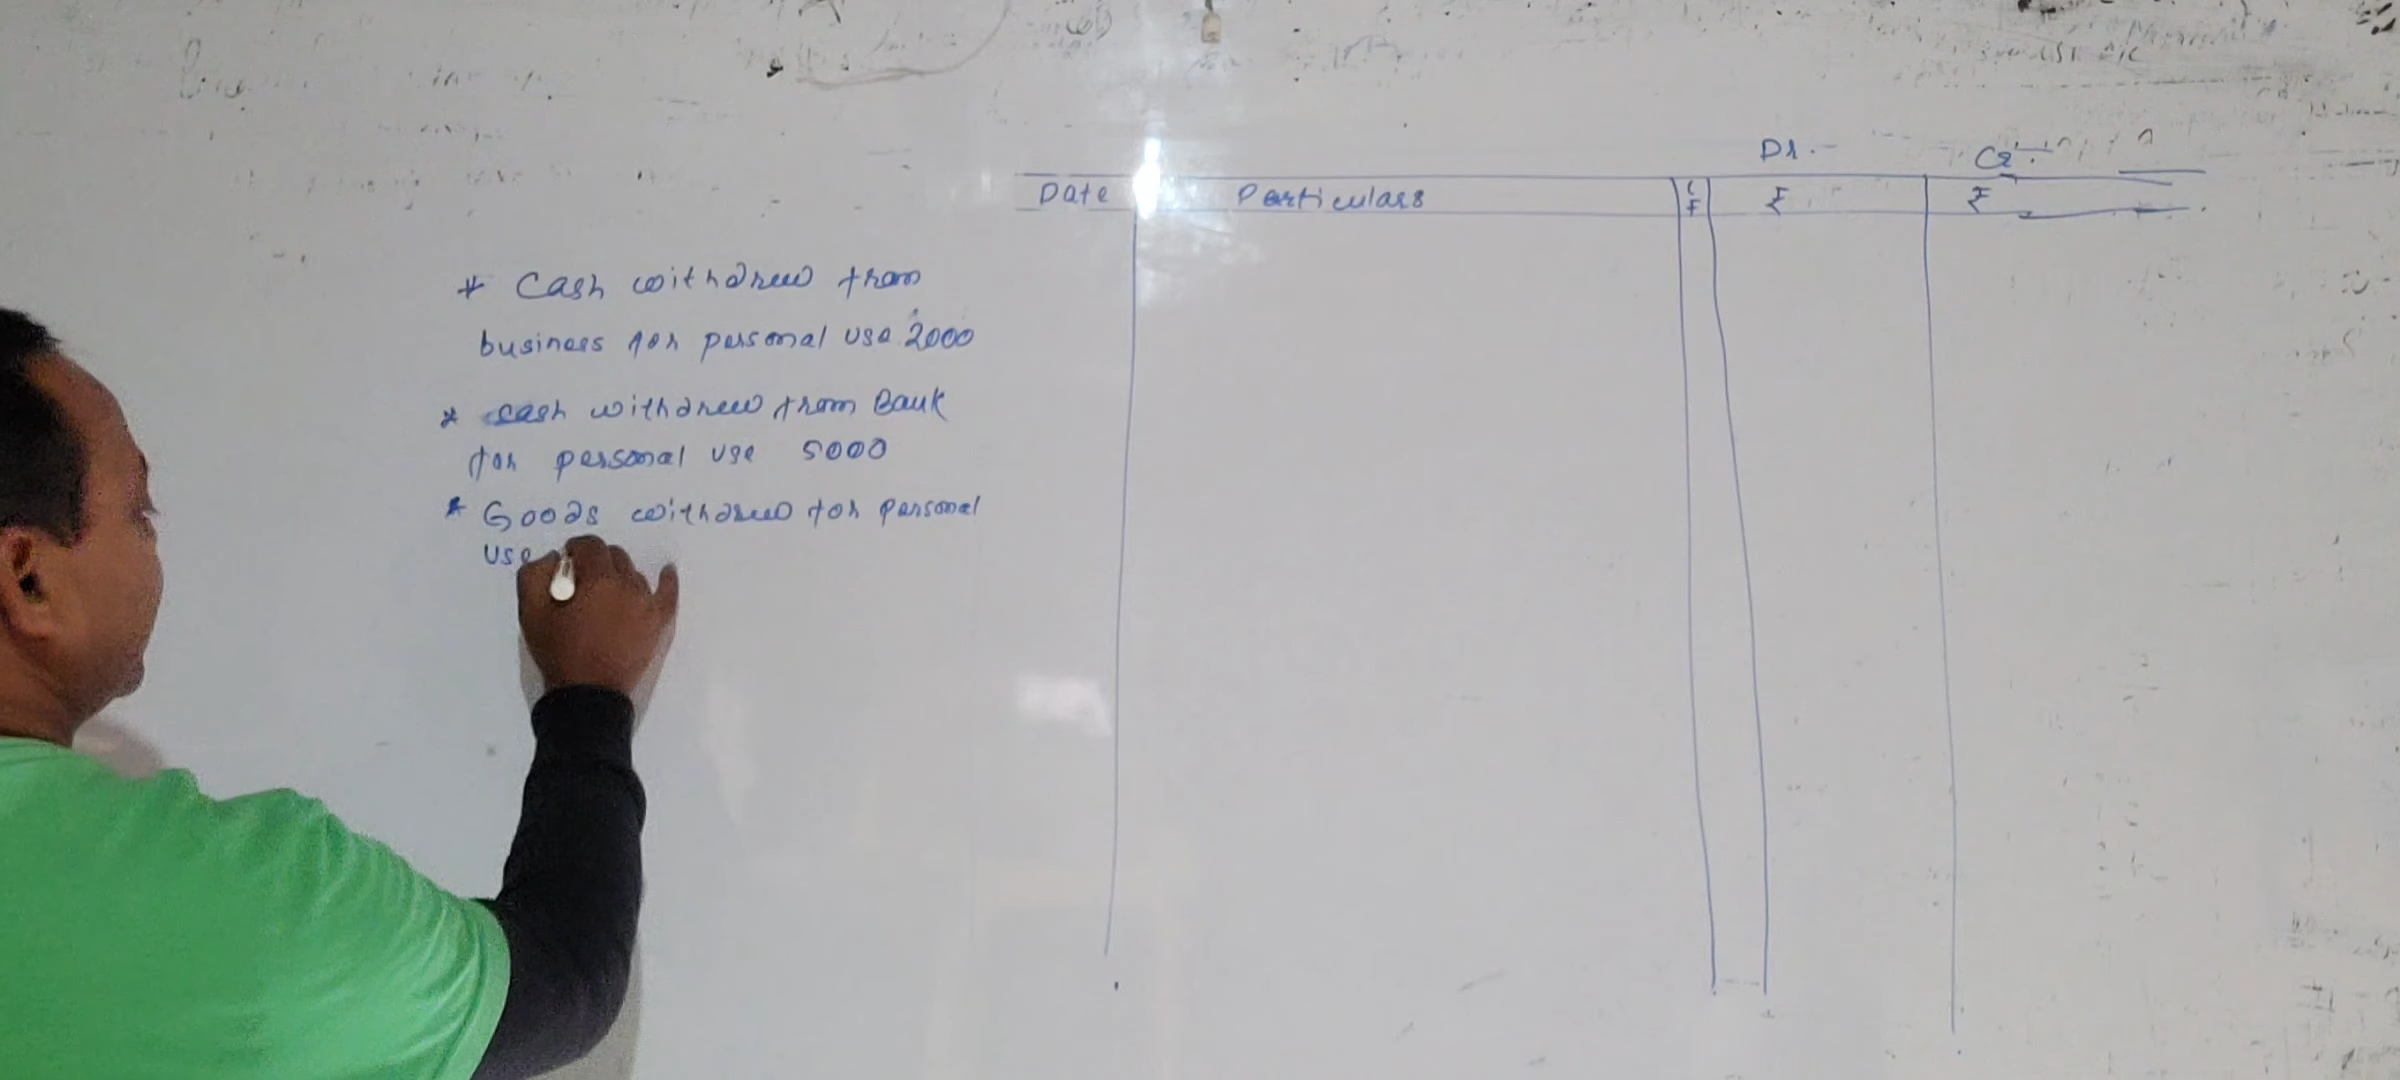 Dr.
Cr.
Date Particulars LF ₹ ₹
* Cash withdrew from
business for personal use 2000
* cash withdrew from Bank
for personal use 5000
* Goods withdrew for personal
use